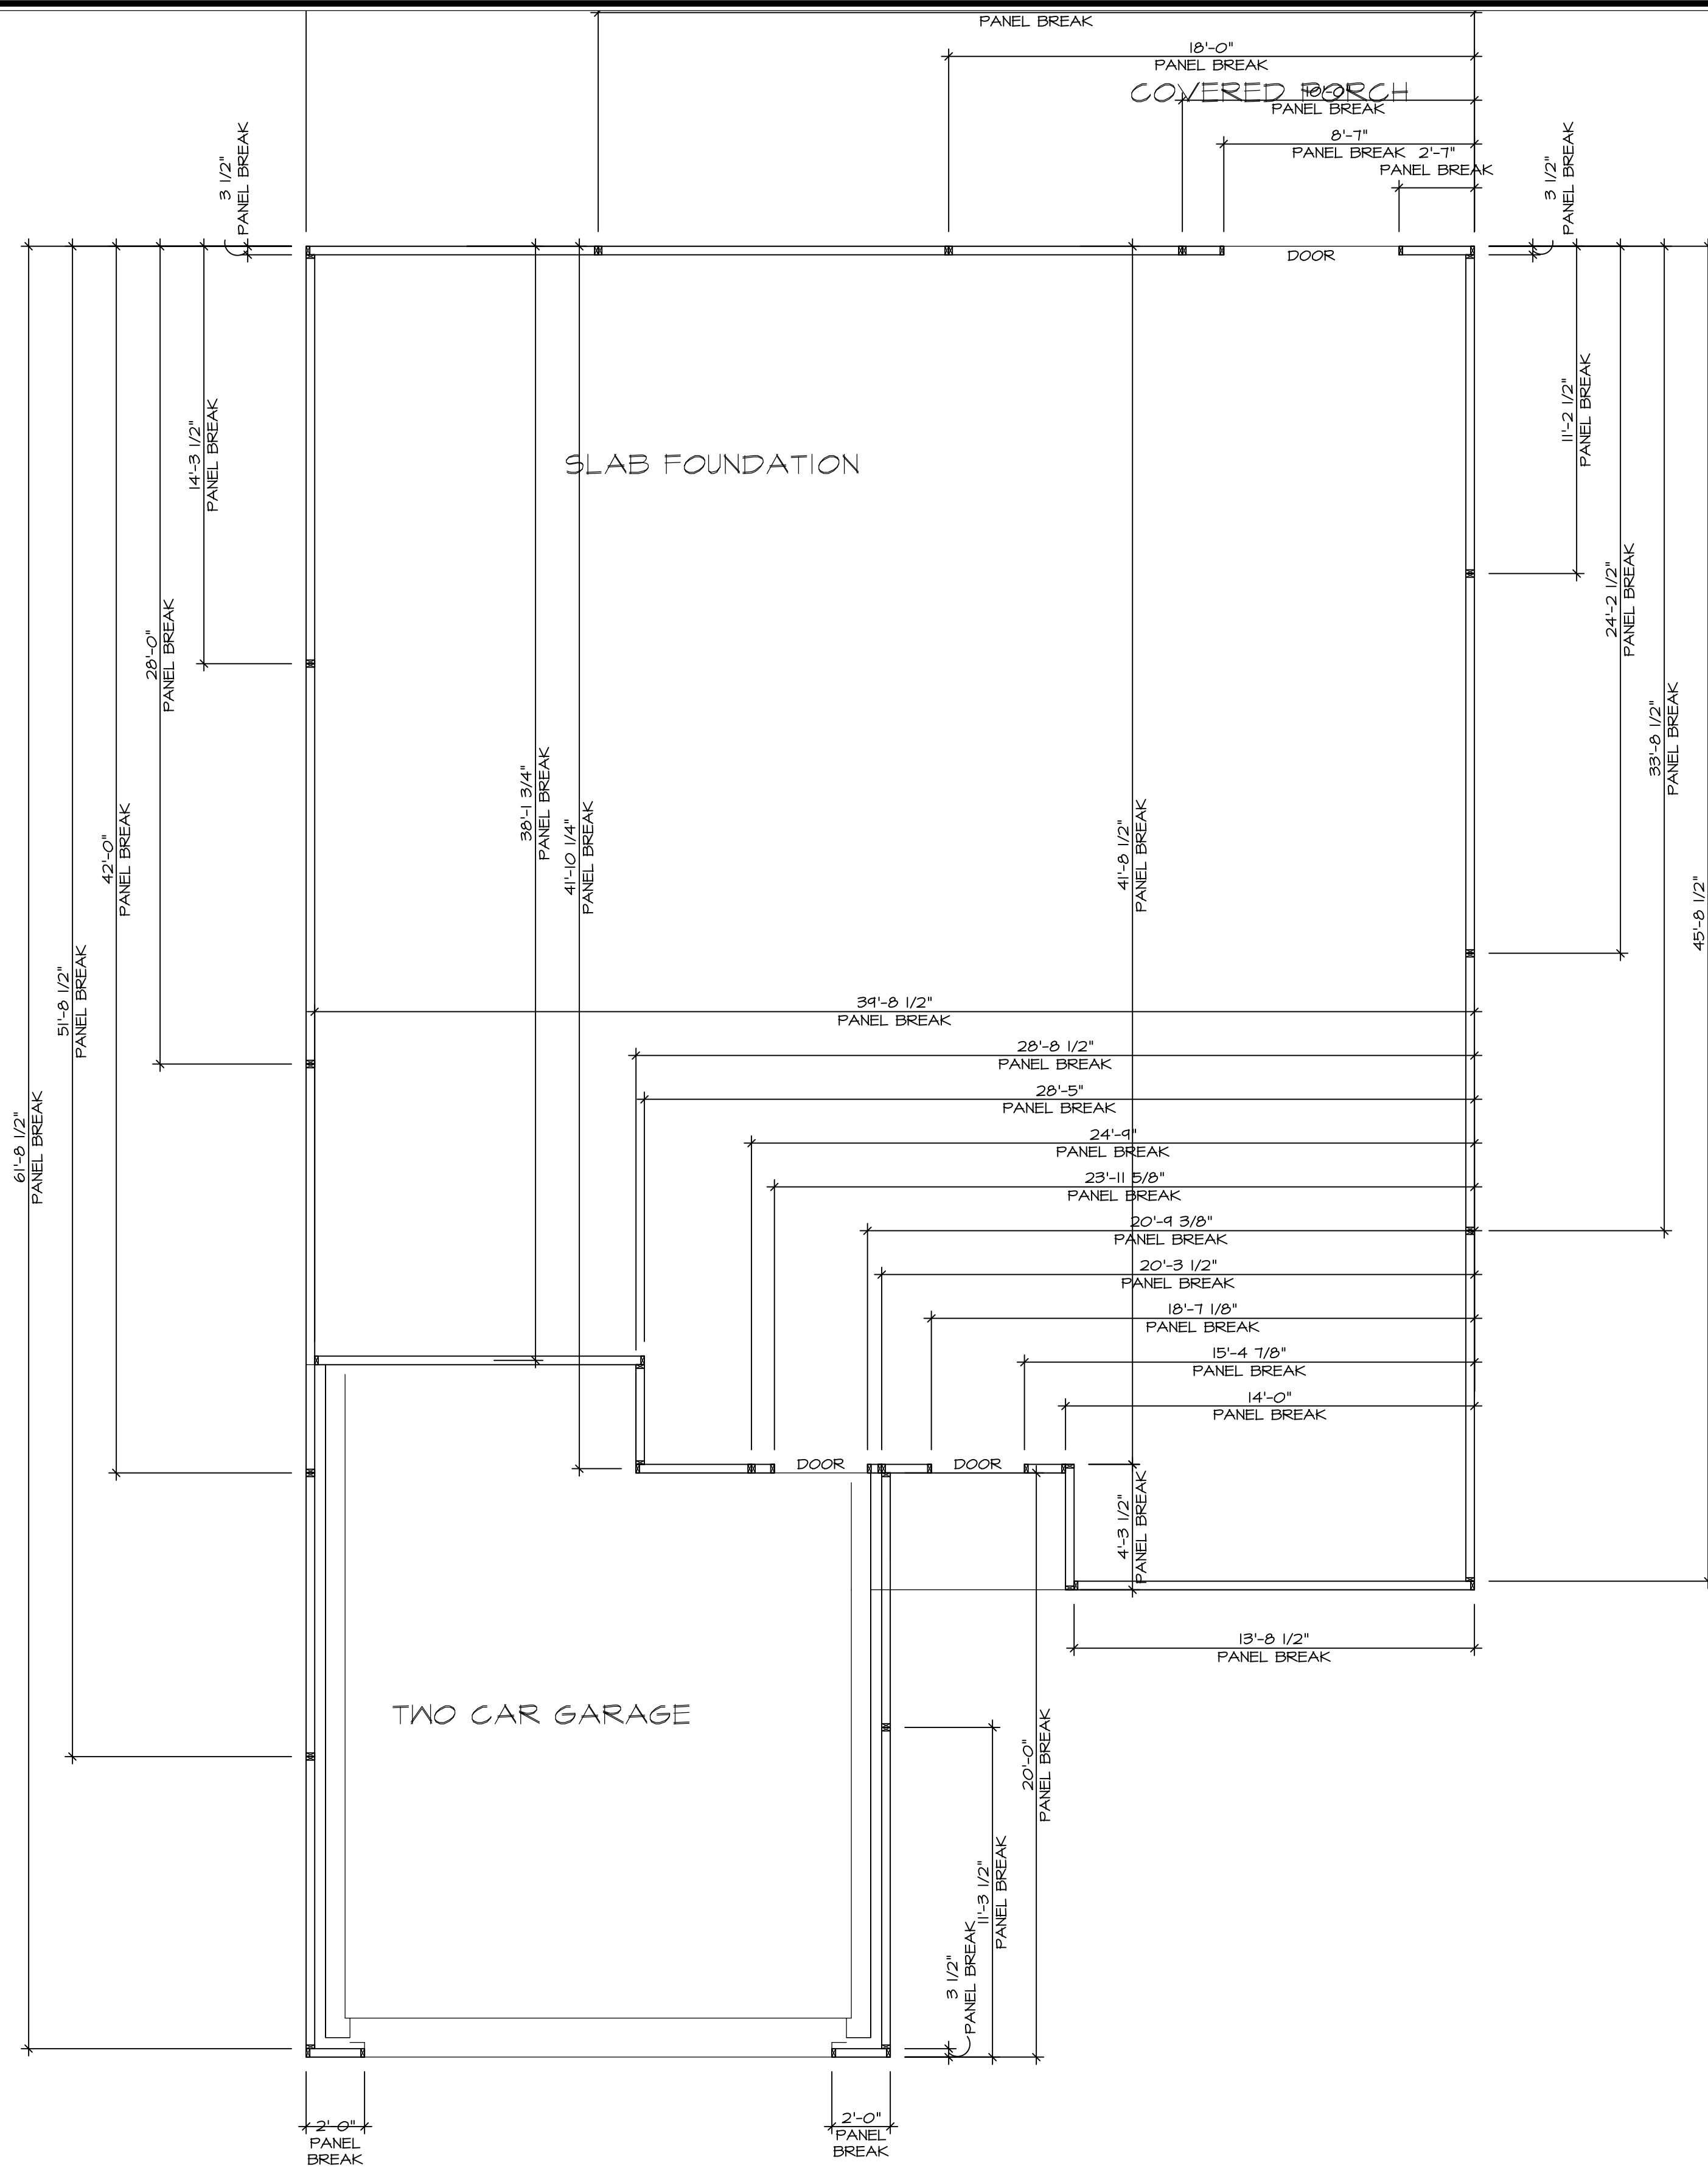 PANEL BREAK
18'-0"
PANEL BREAK
COVERED PORCH
PANEL BREAK
8'-7"
PANEL BREAK
2'-7"
PANEL BREAK
3 1/2"
PANEL BREAK
3 1/2"
PANEL BREAK
DOOR
SLAB FOUNDATION
14'-3 1/2"
PANEL BREAK
11'-2 1/2"
PANEL BREAK
28'-0"
PANEL BREAK
24'-2 1/2"
PANEL BREAK
38'-1 3/4"
PANEL BREAK
41'-10 1/4"
PANEL BREAK
41'-8 1/2"
PANEL BREAK
33'-8 1/2"
PANEL BREAK
42'-0"
PANEL BREAK
45'-8 1/2"
51'-8 1/2"
PANEL BREAK
61'-8 1/2"
PANEL BREAK
39'-8 1/2"
PANEL BREAK
28'-8 1/2"
PANEL BREAK
28'-5"
PANEL BREAK
24'-9"
PANEL BREAK
23'-11 5/8"
PANEL BREAK
20'-9 3/8"
PANEL BREAK
20'-3 1/2"
PANEL BREAK
18'-7 1/8"
PANEL BREAK
15'-4 7/8"
PANEL BREAK
14'-0"
PANEL BREAK
DOOR
DOOR
4'-3 1/2"
PANEL BREAK
13'-8 1/2"
PANEL BREAK
TWO CAR GARAGE
20'-0"
PANEL BREAK
11'-3 1/2"
PANEL BREAK
3 1/2"
PANEL BREAK
2'-0"
PANEL
BREAK
2'-0"
PANEL
BREAK